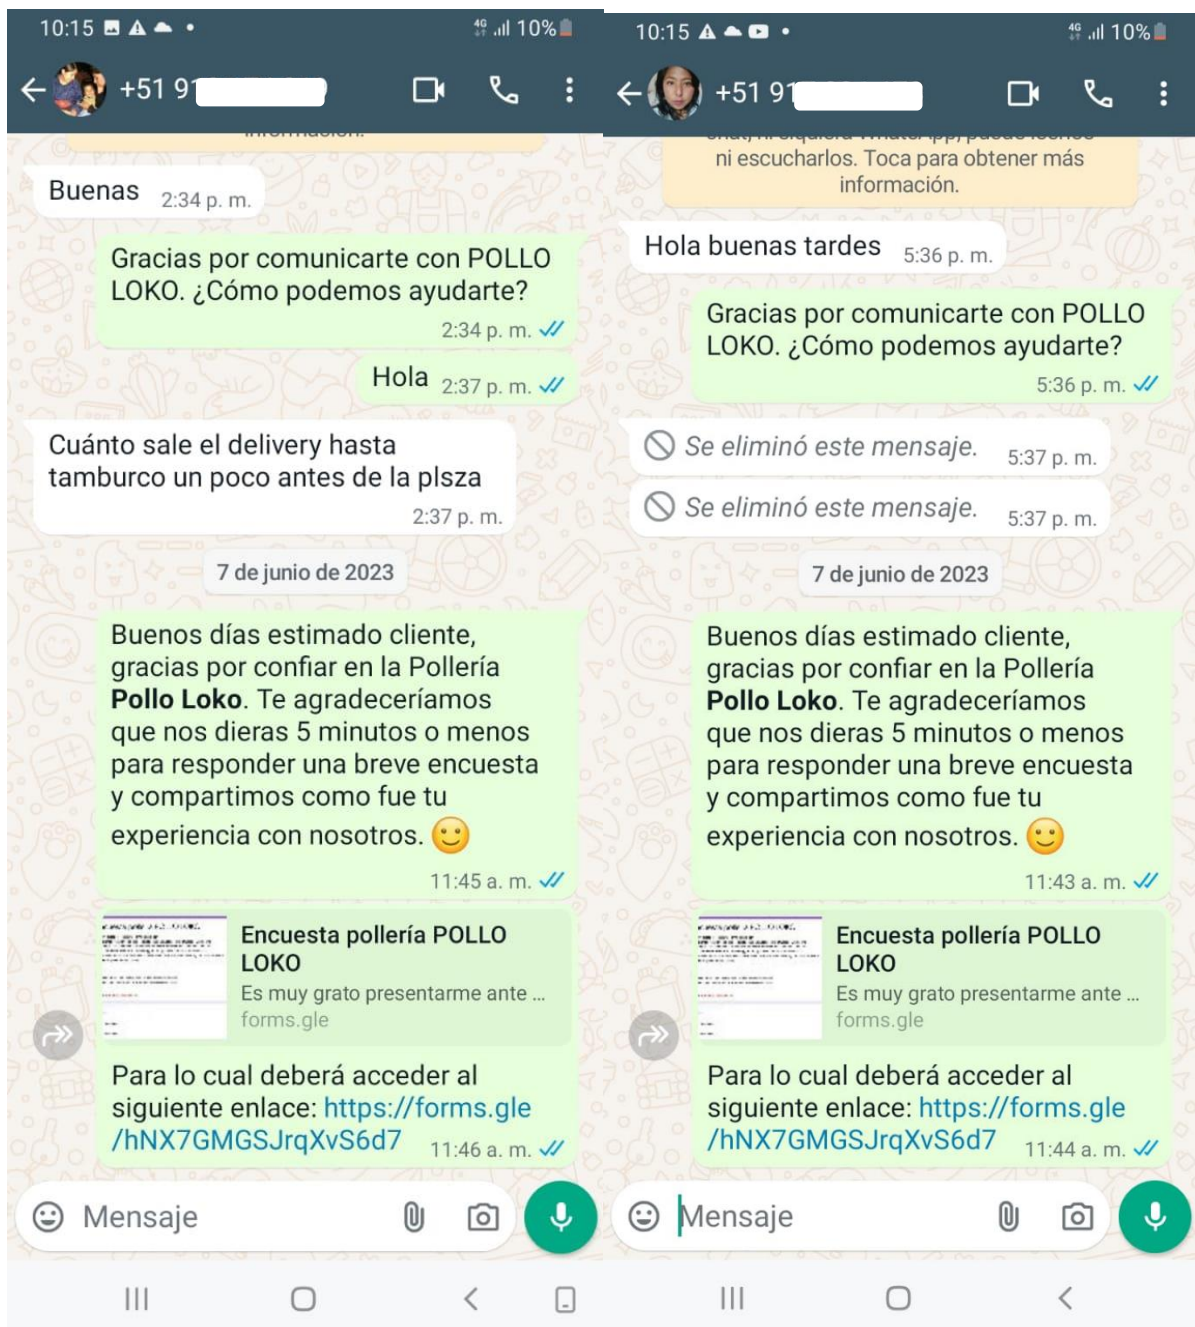 10:15
4G 10%
+51 91
información.
Buenas 2:34 p. m.
Gracias por comunicarte con POLLO
LOKO. ¿Cómo podemos ayudarte?
2:34 p. m.
Hola 2:37 p. m.
Cuánto sale el delivery hasta
tamburco un poco antes de la plsza
2:37 p. m.
7 de junio de 2023
Buenos días estimado cliente,
gracias por confiar en la Pollería
Pollo Loko. Te agradeceríamos
que nos dieras 5 minutos o menos
para responder una breve encuesta
y compartimos como fue tu
experiencia con nosotros.
11:45 a. m.
Encuesta pollería POLLO
LOKO
Es muy grato presentarme ante ...
forms.gle
Para lo cual deberá acceder al
siguiente enlace: https://forms.gle
/hNX7GMGSJrqXvS6d7 11:46 a. m.
Mensaje
10:15
4G 10%
+51 91
chat, ni siquiera WhatsApp, puede leerlos
ni escucharlos. Toca para obtener más
información.
Hola buenas tardes 5:36 p. m.
Gracias por comunicarte con POLLO
LOKO. ¿Cómo podemos ayudarte?
5:36 p. m.
Se eliminó este mensaje. 5:37 p. m.
Se eliminó este mensaje. 5:37 p. m.
7 de junio de 2023
Buenos días estimado cliente,
gracias por confiar en la Pollería
Pollo Loko. Te agradeceríamos
que nos dieras 5 minutos o menos
para responder una breve encuesta
y compartimos como fue tu
experiencia con nosotros.
11:43 a. m.
Encuesta pollería POLLO
LOKO
Es muy grato presentarme ante ...
forms.gle
Para lo cual deberá acceder al
siguiente enlace: https://forms.gle
/hNX7GMGSJrqXvS6d7 11:44 a. m.
Mensaje